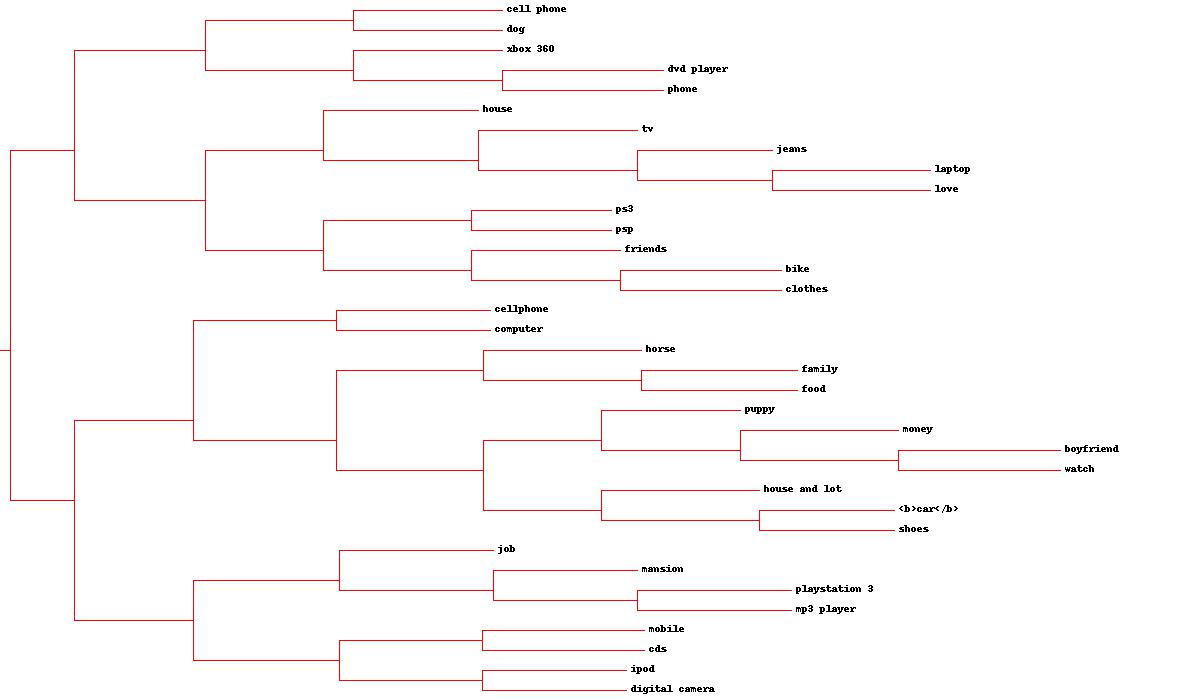 cell phone
dog
xbox 360
dvd player
phone
house
tv
jeans
laptop
love
ps3
psp
friends
bike
clothes
cellphone
computer
horse
family
food
puppy
money
boyfriend
watch
house and lot
<b>car</b>
shoes
job
mansion
playstation 3
mp3 player
mobile
cds
ipod
digital camera